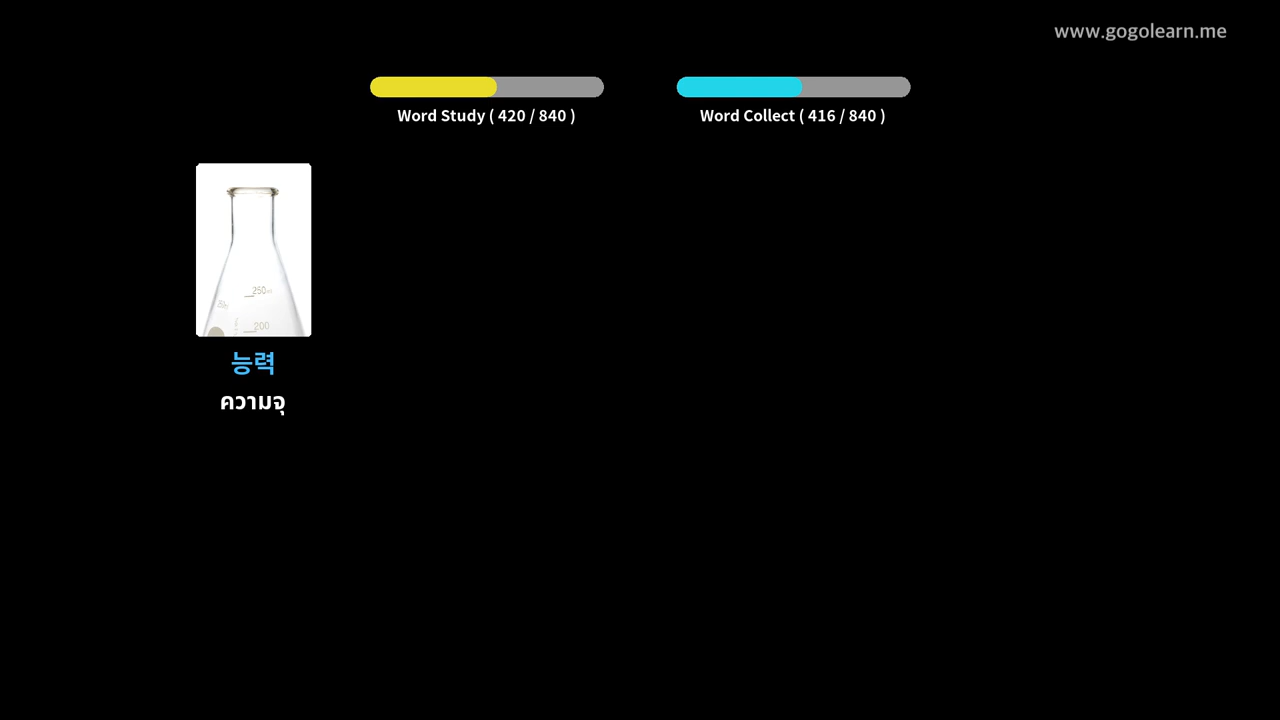 www.gogolearn.me
Word Study ( 420 / 840 )
Word Collect ( 416 / 840 )
250
200
능력
ความจุ